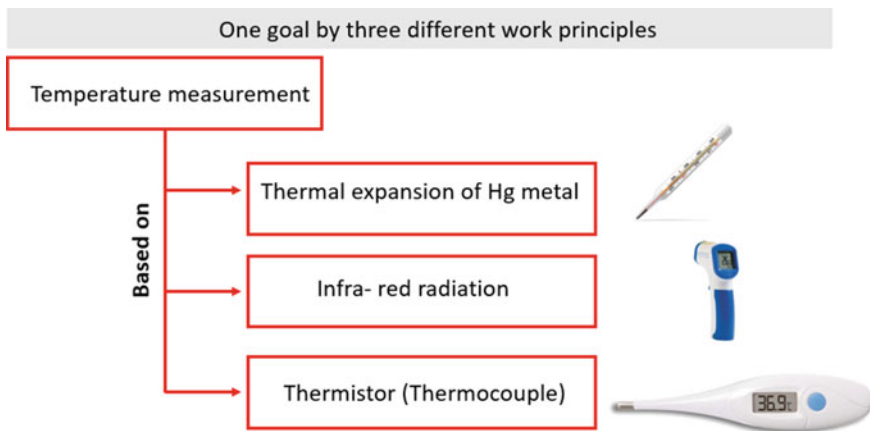 One goal by three different work principles
Temperature measurement
Based on
Thermal expansion of Hg metal
Infra- red radiation
Thermistor (Thermocouple)
36.9c